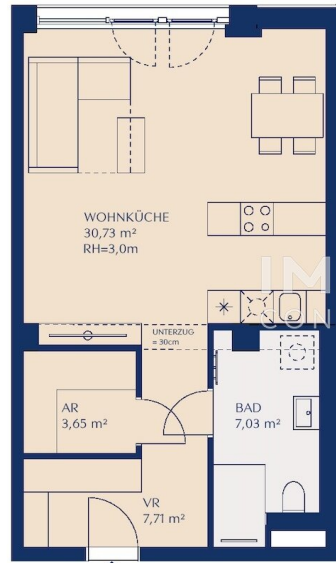 WOHNKÜCHE
30,73 m²
RH=3,0m
IM
CON
UNTERZUG
= 30cm
AR
3,65 m²
BAD
7,03 m²
VR
7,71 m²